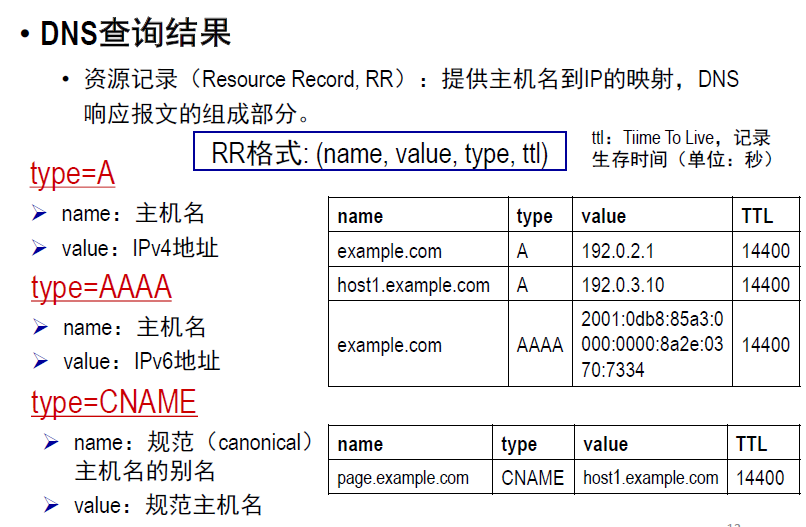 • DNS查询结果
• 资源记录（Resource Record, RR）：提供主机名到IP的映射，DNS
响应报文的组成部分。
RR格式: (name, value, type, ttl)
ttl：Tiime To Live，记录
生存时间（单位：秒）
type=A
➢ name：主机名
➢ value：IPv4地址
type=AAAA
➢ name：主机名
➢ value：IPv6地址
name type value TTL
example.com A 192.0.2.1 14400
host1.example.com A 192.0.3.10 14400
example.com AAAA 2001:0db8:85a3:0
000:0000:8a2e:03
70:7334 14400
type=CNAME
➢ name：规范（canonical）
主机名的别名
➢ value：规范主机名
name type value TTL
page.example.com CNAME host1.example.com 14400